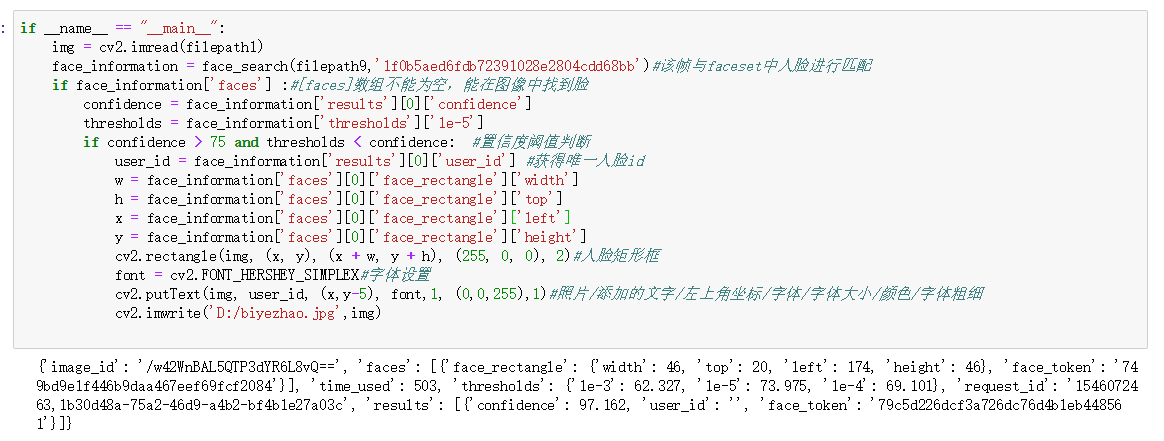 if __name__ == "__main__":
    img = cv2.imread(filepath1)
    face_information = face_search(filepath9,'1f0b5aed6fdb72391028e2804cdd68bb')#该帧与faceset中人脸进行匹配
    if face_information['faces'] :#[faces]数组不能为空，能在图像中找到脸
        confidence = face_information['results'][0]['confidence']
        thresholds = face_information['thresholds']['1e-5']
        if confidence > 75 and thresholds < confidence:  #置信度阈值判断
            user_id = face_information['results'][0]['user_id'] #获得唯一人脸id
            w = face_information['faces'][0]['face_rectangle']['width']
            h = face_information['faces'][0]['face_rectangle']['top']
            x = face_information['faces'][0]['face_rectangle']['left']
            y = face_information['faces'][0]['face_rectangle']['height']
            cv2.rectangle(img, (x, y), (x + w, y + h), (255, 0, 0), 2)#人脸矩形框
            font = cv2.FONT_HERSHEY_SIMPLEX#字体设置
            cv2.putText(img, user_id, (x,y-5), font,1, (0,0,255),1)#照片/添加的文字/左上角坐标/字体/字体大小/颜色/字体粗细
            cv2.imwrite('D:/biyezhao.jpg',img)
{'image_id': '/w42WnBAL5QTP3dYR6L8vQ==', 'faces': [{'face_rectangle': {'width': 46, 'top': 20, 'left': 174, 'height': 46}, 'face_token': '74
9bd9e1f446b9daa467eef69fcf2084'}], 'time_used': 503, 'thresholds': {'1e-3': 62.327, '1e-5': 73.975, '1e-4': 69.101}, 'request_id': '15460724
63,1b30d48a-75a2-46d9-a4b2-bf4b1e27a03c', 'results': [{'confidence': 97.162, 'user_id': '', 'face_token': '79c5d226dcf3a726dc76d4b1eb44856
1'}]}